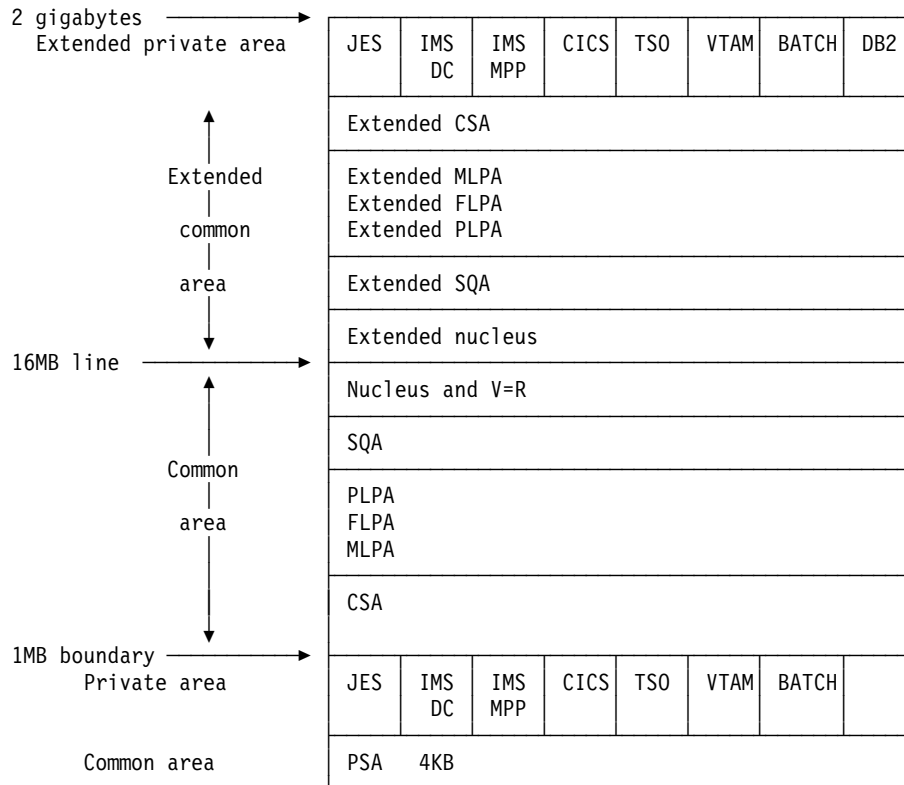 2 gigabytes
Extended private area
JES IMS IMS CICS TSO VTAM BATCH DB2
DC MPP
Extended CSA
Extended Extended MLPA
Extended FLPA
common Extended PLPA
area Extended SQA
Extended nucleus
16MB line
Nucleus and V=R
SQA
Common
PLPA
area FLPA
MLPA
CSA
1MB boundary
Private area JES IMS IMS CICS TSO VTAM BATCH
DC MPP
Common area PSA 4KB